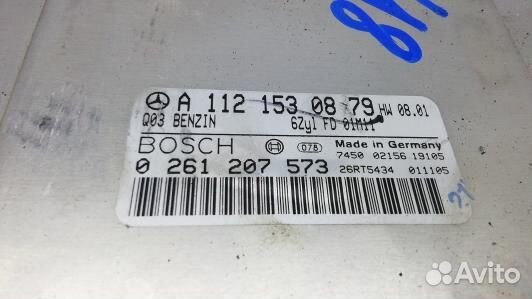 A 112 153 08 79 HW 08.01
Q03 BENZIN 6Zyl FD 01M11
BOSCH 078 Made in Germany
7450 02156 19105
0 261 207 573 26RT5434 011105
21
Avito